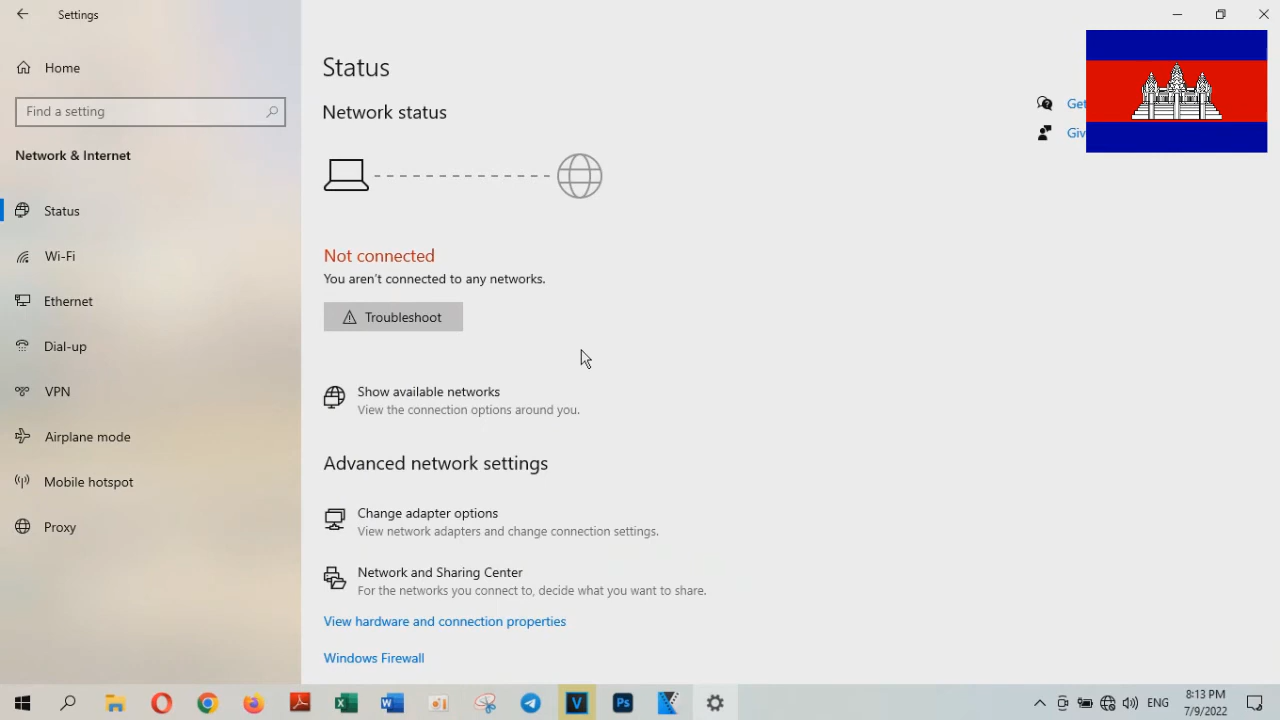 Settings
Home
Find a setting
Network & Internet
Status
Wi-Fi
Ethernet
Dial-up
VPN
Airplane mode
Mobile hotspot
Proxy
Status
Network status
Get
Giv
Not connected
You aren't connected to any networks.
Troubleshoot
Show available networks
View the connection options around you.
Advanced network settings
Change adapter options
View network adapters and change connection settings.
Network and Sharing Center
For the networks you connect to, decide what you want to share.
View hardware and connection properties
Windows Firewall
ENG
8:13 PM
7/9/2022